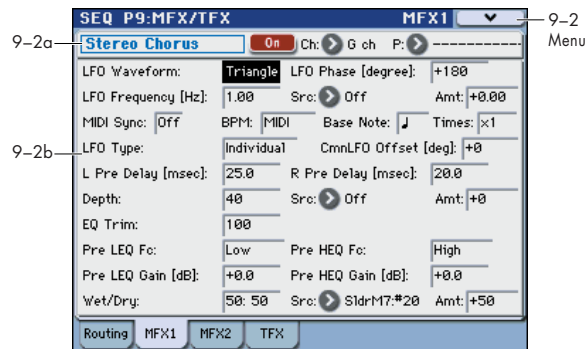 SEQ P9:MFX/TFX MFX1
9–2
Menu
9–2a
Stereo Chorus On Ch: G ch P: ------------
LFO Waveform: Triangle LFO Phase [degree]: +180
LFO Frequency [Hz]: 1.00 Src: Off Amt: +0.00
MIDI Sync: Off BPM: MIDI Base Note: ♩ Times: ×1
9–2b
LFO Type: Individual CmnLFO Offset [deg]: +0
L Pre Delay [msec]: 25.0 R Pre Delay [msec]: 20.0
Depth: 40 Src: Off Amt: +0
EQ Trim: 100
Pre LEQ Fc: Low Pre HEQ Fc: High
Pre LEQ Gain [dB]: +0.0 Pre HEQ Gain [dB]: +0.0
Wet/Dry: 50: 50 Src: SldrM7:#20 Amt: +50
Routing MFX1 MFX2 TFX